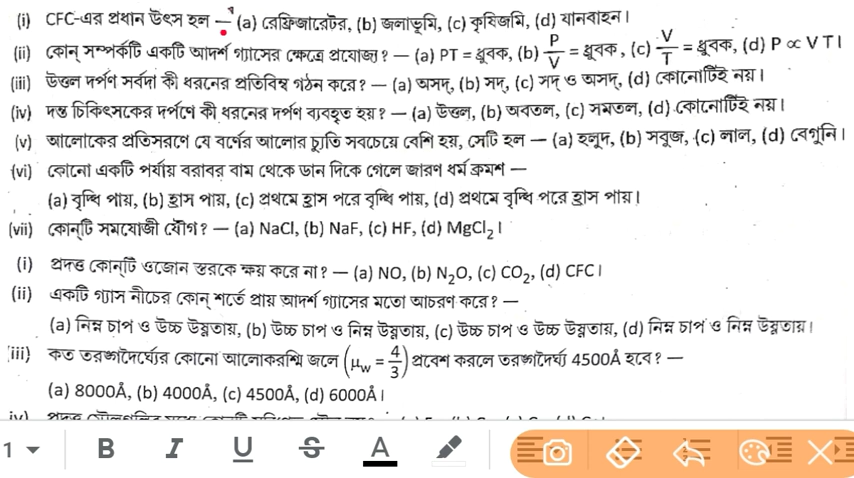 (i) CFC-এর প্রধান উৎস হল — (a) রেফ্রিজারেটর, (b) জলাভূমি, (c) কৃষিজমি, (d) যানবাহন।
(ii) কোন্ সম্পর্কটি একটি আদর্শ গ্যাসের ক্ষেত্রে প্রযোজ্য? — (a) PT = ধ্রুবক, (b) P/V = ধ্রুবক, (c) V/T = ধ্রুবক, (d) P ∝ VT।
(iii) উত্তল দর্পণ সর্বদা কী ধরনের প্রতিবিম্ব গঠন করে? — (a) অসদ্, (b) সদ্, (c) সদ্ ও অসদ্, (d) কোনোটিই নয়।
(iv) দন্ত চিকিৎসকের দর্পণে কী ধরনের দর্পণ ব্যবহৃত হয়? — (a) উত্তল, (b) অবতল, (c) সমতল, (d) কোনোটিই নয়।
(v) আলোকের প্রতিসরণে যে বর্ণের আলোর চ্যুতি সবচেয়ে বেশি হয়, সেটি হল — (a) হলুদ, (b) সবুজ, (c) লাল, (d) বেগুনি।
(vi) কোনো একটি পর্যায় বরাবর বাম থেকে ডান দিকে গেলে জারণ ধর্ম ক্রমশ —
(a) বৃদ্ধি পায়, (b) হ্রাস পায়, (c) প্রথমে হ্রাস পরে বৃদ্ধি পায়, (d) প্রথমে বৃদ্ধি পরে হ্রাস পায়।
(vii) কোন্‌টি সমযোজী যৌগ? — (a) NaCl, (b) NaF, (c) HF, (d) MgCl₂।
(i) প্রদত্ত কোন্‌টি ওজোন স্তরকে ক্ষয় করে না? — (a) NO, (b) N₂O, (c) CO₂, (d) CFC।
(ii) একটি গ্যাস নীচের কোন্ শর্তে প্রায় আদর্শ গ্যাসের মতো আচরণ করে? —
(a) নিম্ন চাপ ও উচ্চ উষ্ণতায়, (b) উচ্চ চাপ ও নিম্ন উষ্ণতায়, (c) উচ্চ চাপ ও উচ্চ উষ্ণতায়, (d) নিম্ন চাপ ও নিম্ন উষ্ণতায়।
(iii) কত তরঙ্গদৈর্ঘ্যের কোনো আলোকরশ্মি জলে (μw = 4/3) প্রবেশ করলে তরঙ্গদৈর্ঘ্য 4500Å হবে? —
(a) 8000Å, (b) 4000Å, (c) 4500Å, (d) 6000Å।
1 B I U S A